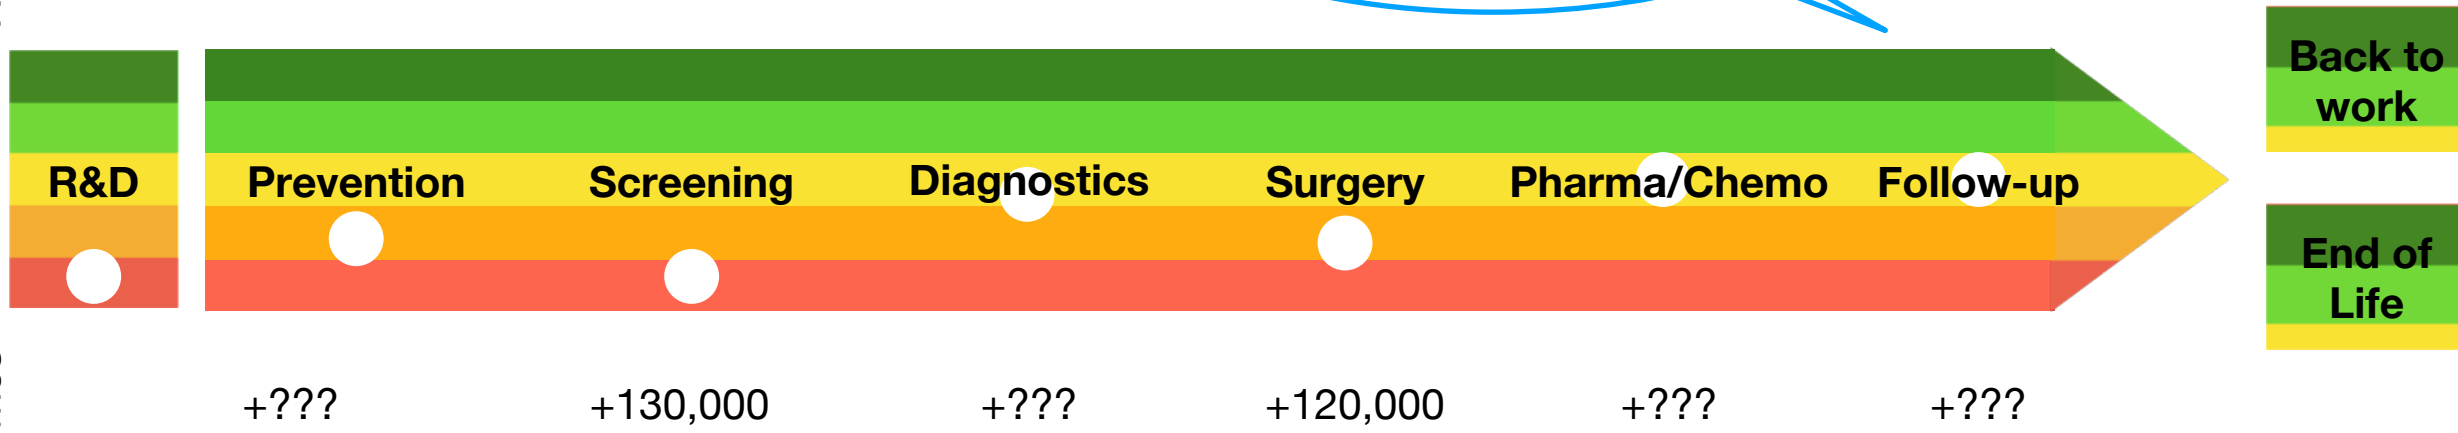 R&D
Prevention
Screening
Diagnostics
Surgery
Pharma/Chemo
Follow-up
Back to
work
End of
Life
+???
+130,000
+???
+120,000
+???
+???